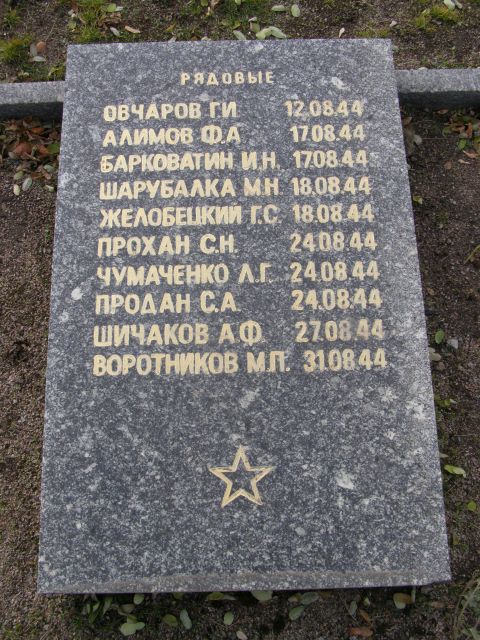 РЯДОВЫЕ
ОВЧАРОВ Г.И 12.08.44
АЛИМОВ Ф.А 17.08.44
БАРКОВАТИН И.Н. 17.08.44
ШАРУБАЛКА М.Н 18.08.44
ЖЕЛОБЕЦКИЙ Г.С. 18.08.44
ПРОХАН С.Н. 24.08.44
ЧУМАЧЕНКО Л.Г. 24.08.44
ПРОДАН С.А. 24.08.44
ШИЧАКОВ А.Ф. 27.08.44
ВОРОТНИКОВ М.П. 31.08.44